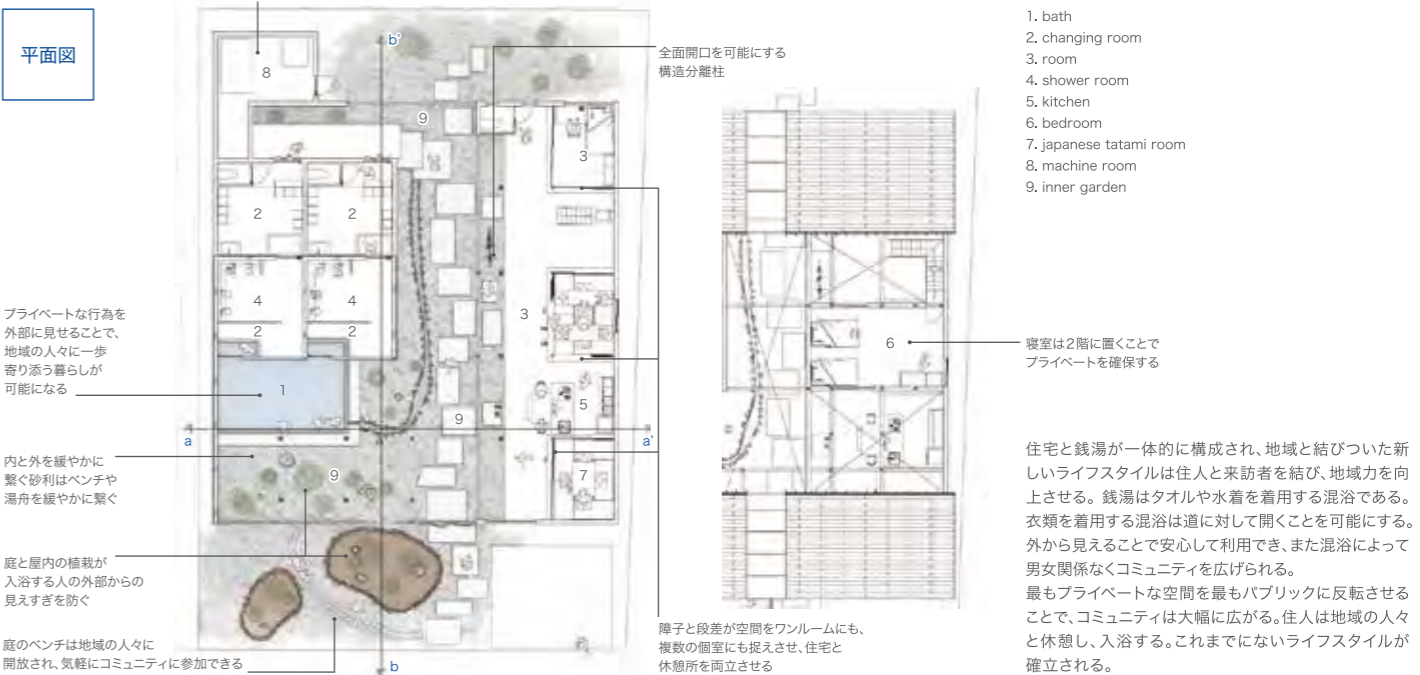 平面図
b'
8
9
3
2
2
4
4
2
2
3
1
5
9
a
a'
9
7
b
6
全面開口を可能にする
構造分離柱
プライベートな行為を
外部に見せることで、
地域の人々に一歩
寄り添う暮らしが
可能になる
内と外を緩やかに
繋ぐ砂利はベンチや
湯舟を緩やかに繋ぐ
庭と屋内の植栽が
入浴する人の外部からの
見えすぎを防ぐ
庭のベンチは地域の人々に
開放され、気軽にコミュニティに参加できる
障子と段差が空間をワンルームにも、
複数の個室にも捉えさせ、住宅と
休憩所を両立させる
寝室は2階に置くことで
プライベートを確保する
1. bath
2. changing room
3. room
4. shower room
5. kitchen
6. bedroom
7. japanese tatami room
8. machine room
9. inner garden
住宅と銭湯が一体的に構成され、地域と結びついた新
しいライフスタイルは住人と来訪者を結び、地域力を向
上させる。銭湯はタオルや水着を着用する混浴である。
衣類を着用する混浴は道に対して開くことを可能にする。
外から見えることで安心して利用でき、また混浴によって
男女関係なくコミュニティを広げられる。
最もプライベートな空間を最もパブリックに反転させる
ことで、コミュニティは大幅に広がる。住人は地域の人々
と休憩し、入浴する。これまでにないライフスタイルが
確立される。